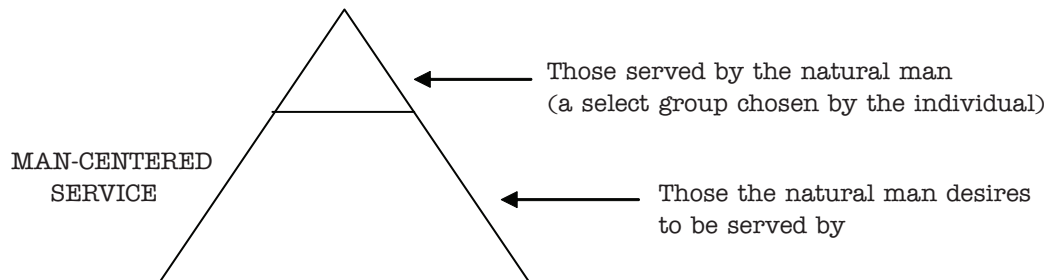 Those served by the natural man
(a select group chosen by the individual)
MAN-CENTERED
SERVICE
Those the natural man desires
to be served by